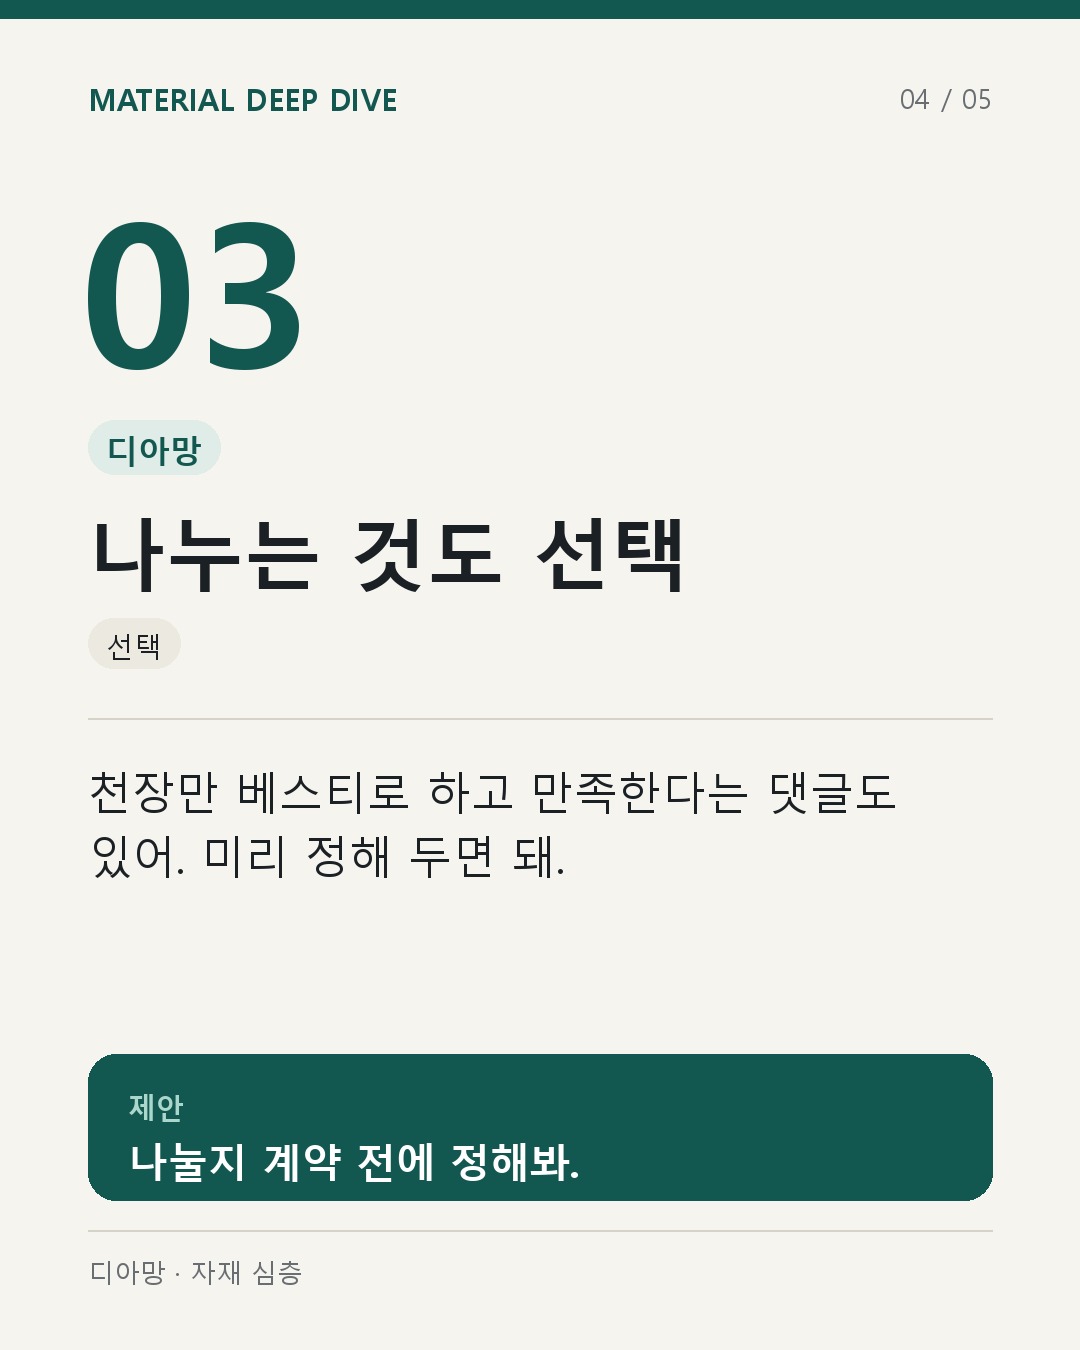 MATERIAL DEEP DIVE
04 / 05
03
디아망
나누는 것도 선택
선택
천장만 베스티로 하고 만족한다는 댓글도
있어. 미리 정해 두면 돼.
제안
나눌지 계약 전에 정해봐.
디아망 · 자재 심층